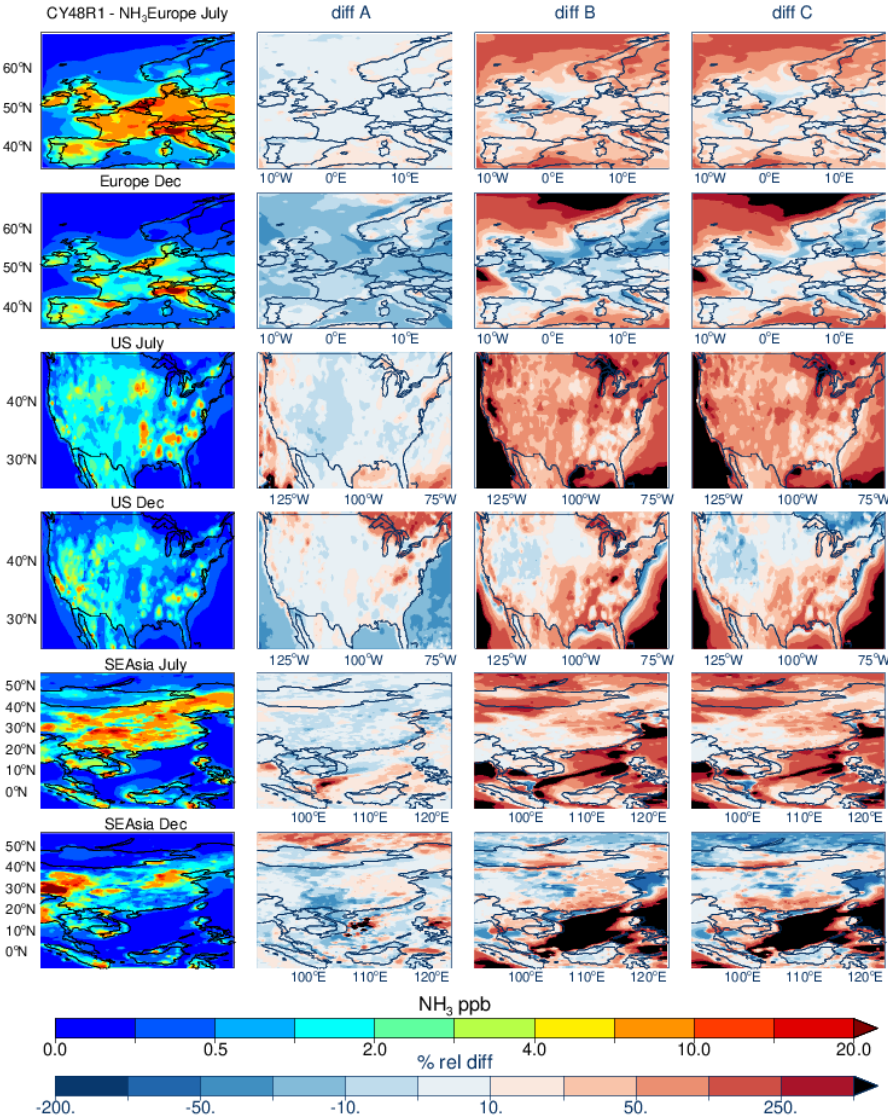 CY48R1 - NH3Europe July diff A diff B diff C
60°N
50°N
40°N
10°W 0°E 10°E 10°W 0°E 10°E 10°W 0°E 10°E
Europe Dec
60°N
50°N
40°N
10°W 0°E 10°E 10°W 0°E 10°E 10°W 0°E 10°E
US July
40°N
30°N
125°W 100°W 75°W 125°W 100°W 75°W 125°W 100°W 75°W
US Dec
40°N
30°N
125°W 100°W 75°W 125°W 100°W 75°W 125°W 100°W 75°W
SEAsia July
50°N
40°N
30°N
20°N
10°N
0°N
100°E 110°E 120°E 100°E 110°E 120°E 100°E 110°E 120°E
SEAsia Dec
50°N
40°N
30°N
20°N
10°N
0°N
100°E 110°E 120°E 100°E 110°E 120°E 100°E 110°E 120°E
NH3 ppb
0.0 0.5 2.0 4.0 10.0 20.0
% rel diff
-200. -50. -10. 10. 50. 250.